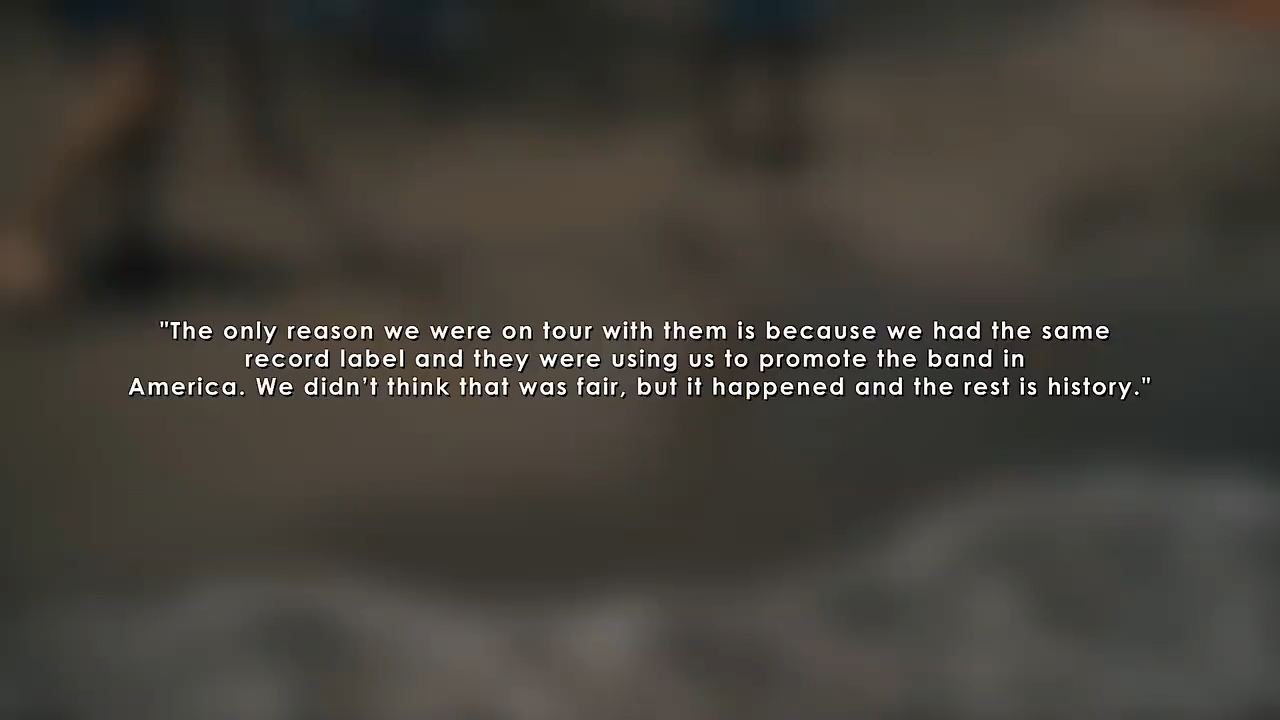 "The only reason we were on tour with them is because we had the same
record label and they were using us to promote the band in
America. We didn’t think that was fair, but it happened and the rest is history."